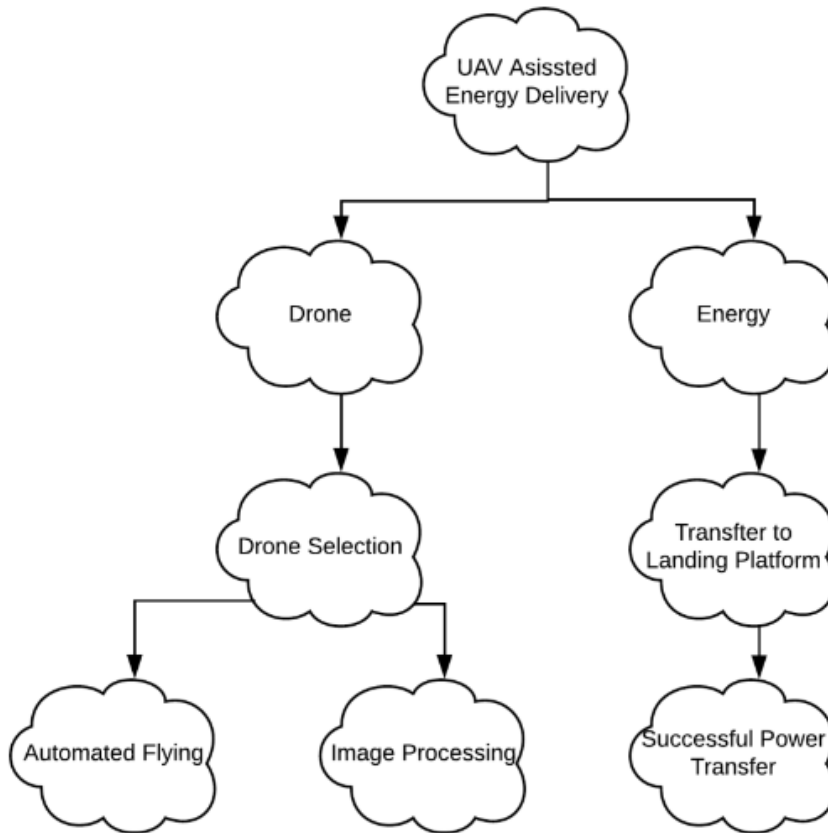 UAV Asissted
Energy Delivery
Drone
Energy
Drone Selection
Transfter to
Landing Platform
Automated Flying
Image Processing
Successful Power
Transfer